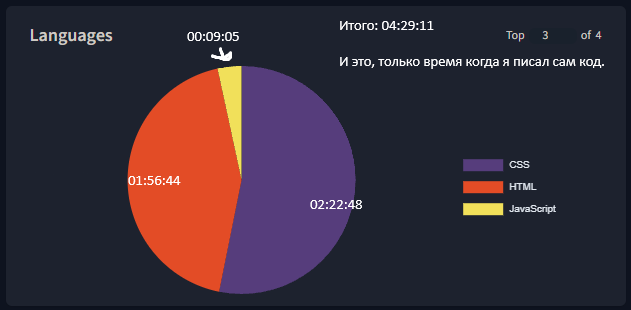 Languages
00:09:05
Итого: 04:29:11
Top 3 of 4
И это, только время когда я писал сам код.
01:56:44
02:22:48
CSS
HTML
JavaScript